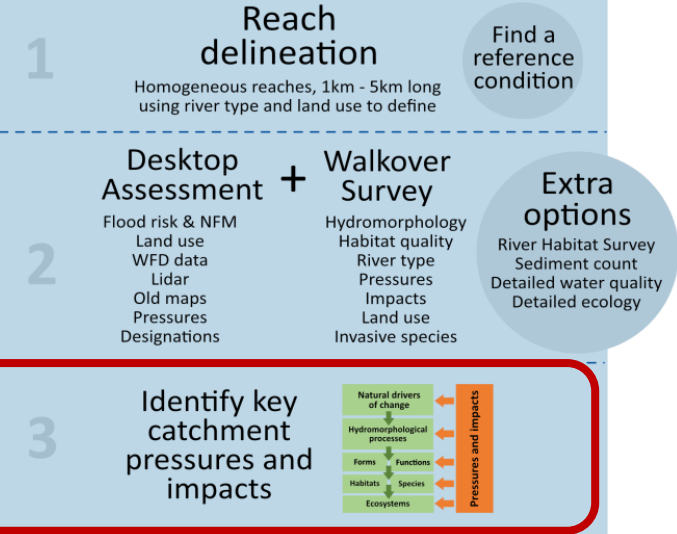 1
Reach
delineation
Homogeneous reaches, 1km - 5km long
using river type and land use to define
Find a
reference
condition
2
Desktop
Assessment
+
Walkover
Survey
Flood risk & NFM
Land use
WFD data
Lidar
Old maps
Pressures
Designations
Hydromorphology
Habitat quality
River type
Pressures
Impacts
Land use
Invasive species
Extra
options
River Habitat Survey
Sediment count
Detailed water quality
Detailed ecology
3
Identify key
catchment
pressures and
impacts
Natural drivers
of change
Hydromorphological
processes
Forms Functions
Habitats Species
Ecosystems
Pressures and impacts